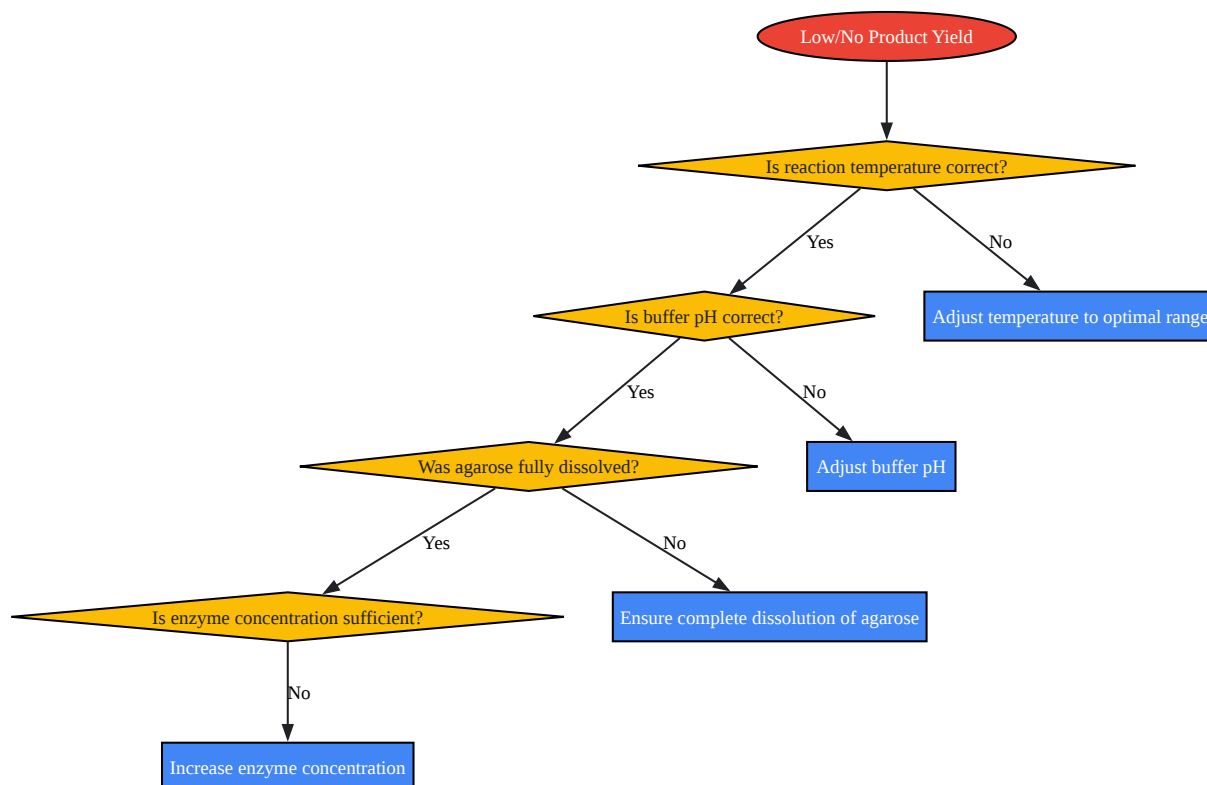 Low/No Product Yield
Is reaction temperature correct?
Yes
No
Is buffer pH correct?
Adjust temperature to optimal range
Yes
No
Was agarose fully dissolved?
Adjust buffer pH
Yes
No
Is enzyme concentration sufficient?
Ensure complete dissolution of agarose
No
Increase enzyme concentration